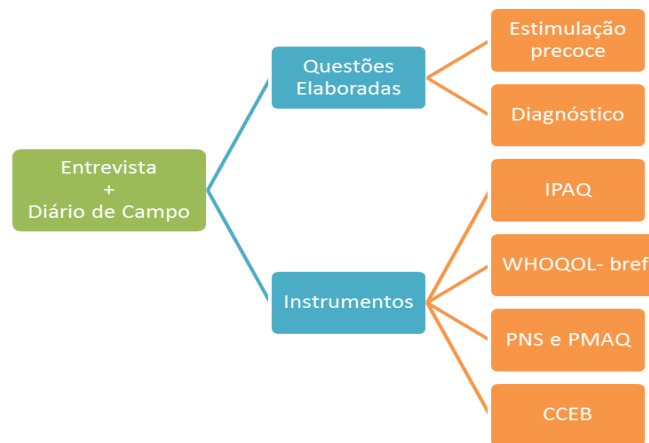 Entrevista
+
Diário de Campo
Questões
Elaboradas
Estimulação
precoce
Diagnóstico
Instrumentos
IPAQ
WHOQOL- bref
PNS e PMAQ
CCEB